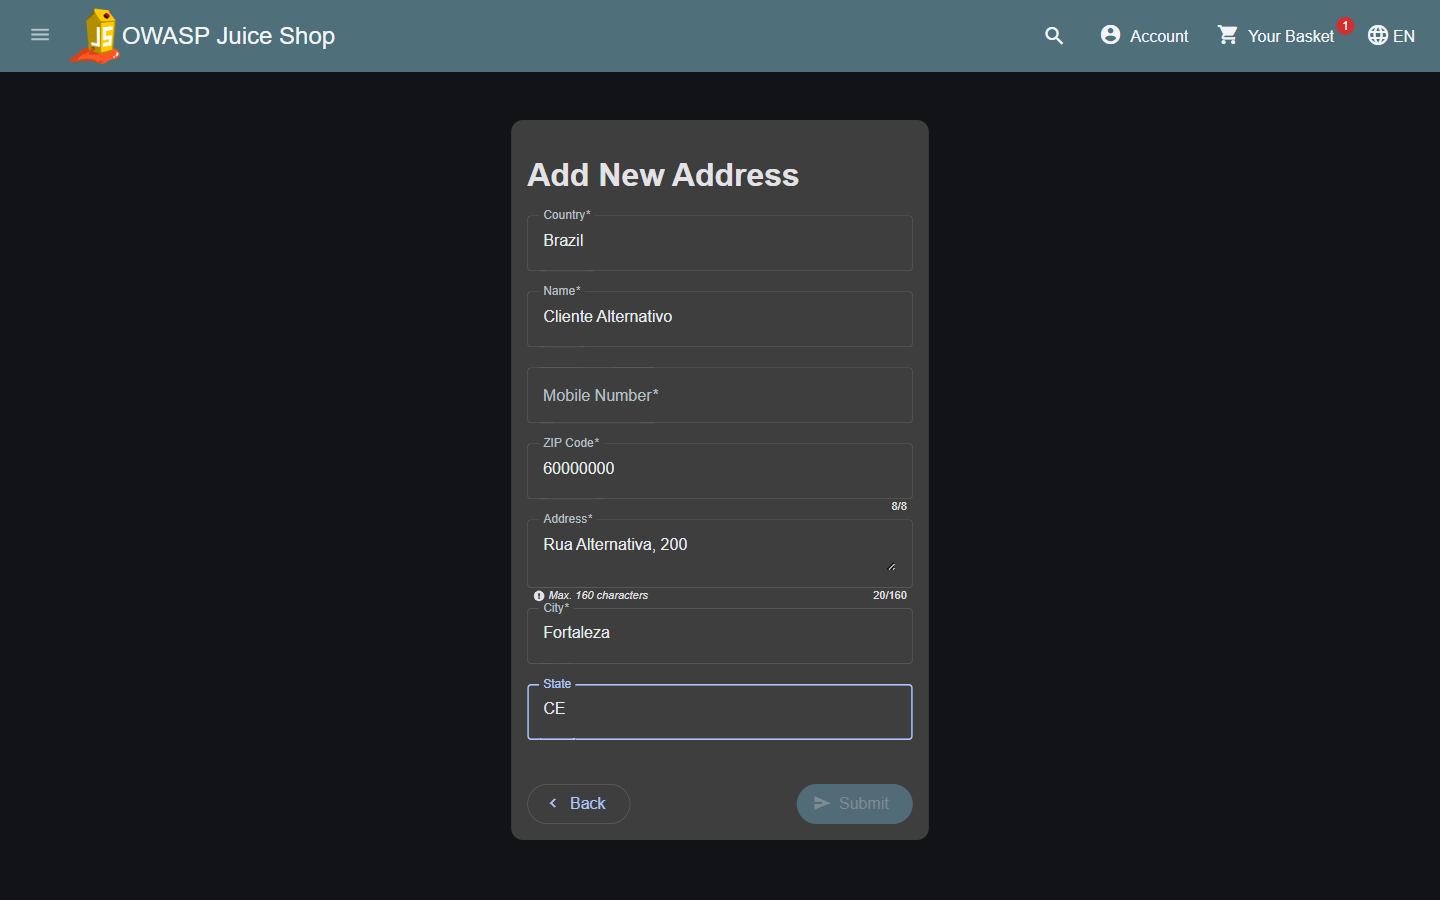 JS OWASP Juice Shop
Account
Your Basket
1
EN
Add New Address
Country*
Brazil
Name*
Cliente Alternativo
Mobile Number*
ZIP Code*
60000000
8/8
Address*
Rua Alternativa, 200
Max. 160 characters
20/160
City*
Fortaleza
State
CE
Back
Submit